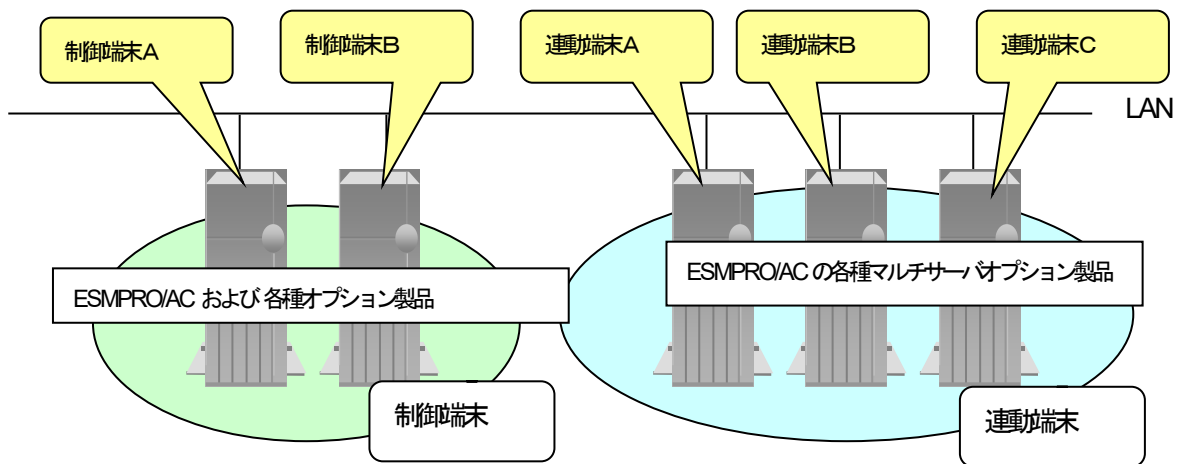 制御端末A
制御端末B
連動端末A
連動端末B
連動端末C
LAN
ESMPRO/AC および 各種オプション製品
ESMPRO/AC の各種マルチサーバオプション製品
制御端末
連動端末